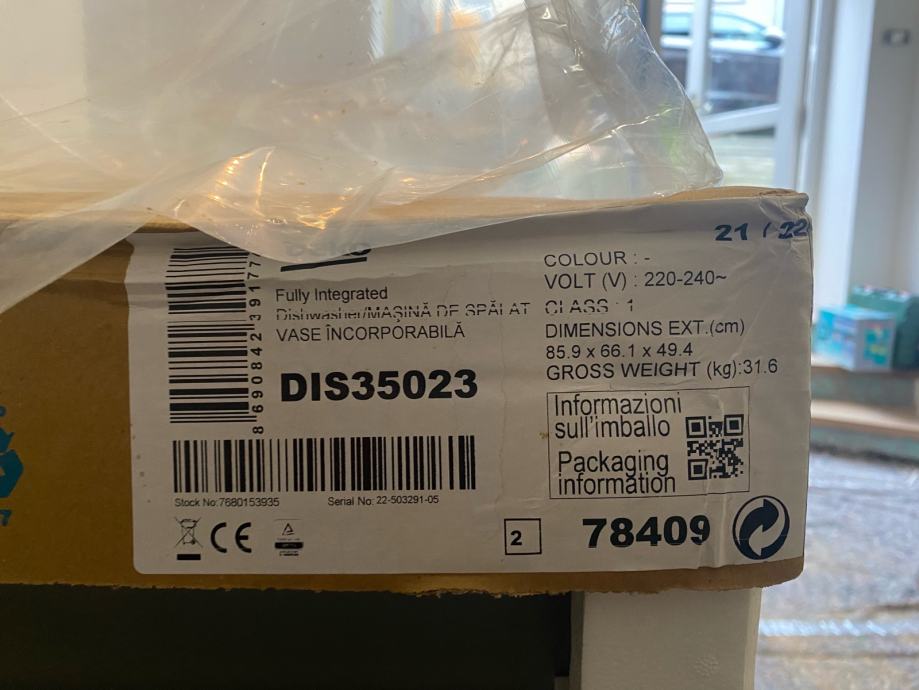 21 / 22
Fully Integrated
Dishwasher/MAŞINĂ DE SPĂLAT
VASE ÎNCORPORABILĂ
DIS35023
8690842391777
COLOUR : -
VOLT (V) : 220-240~
CLASS : 1
DIMENSIONS EXT.(cm)
85.9 x 66.1 x 49.4
GROSS WEIGHT (kg):31.6
Informazioni
sull'imballo
Packaging
information
Stock No:7680153935
Serial No: 22-503291-05
CE
2
78409